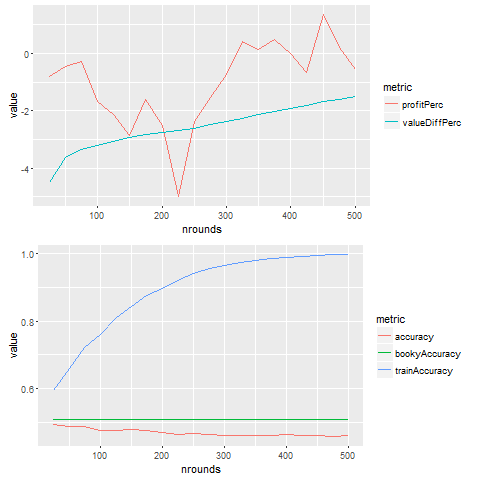 0
-2
-4
value
100
200
300
400
500
nrounds
metric
profitPerc
valueDiffPerc
1.0
0.8
0.6
value
100
200
300
400
500
nrounds
metric
accuracy
bookyAccuracy
trainAccuracy